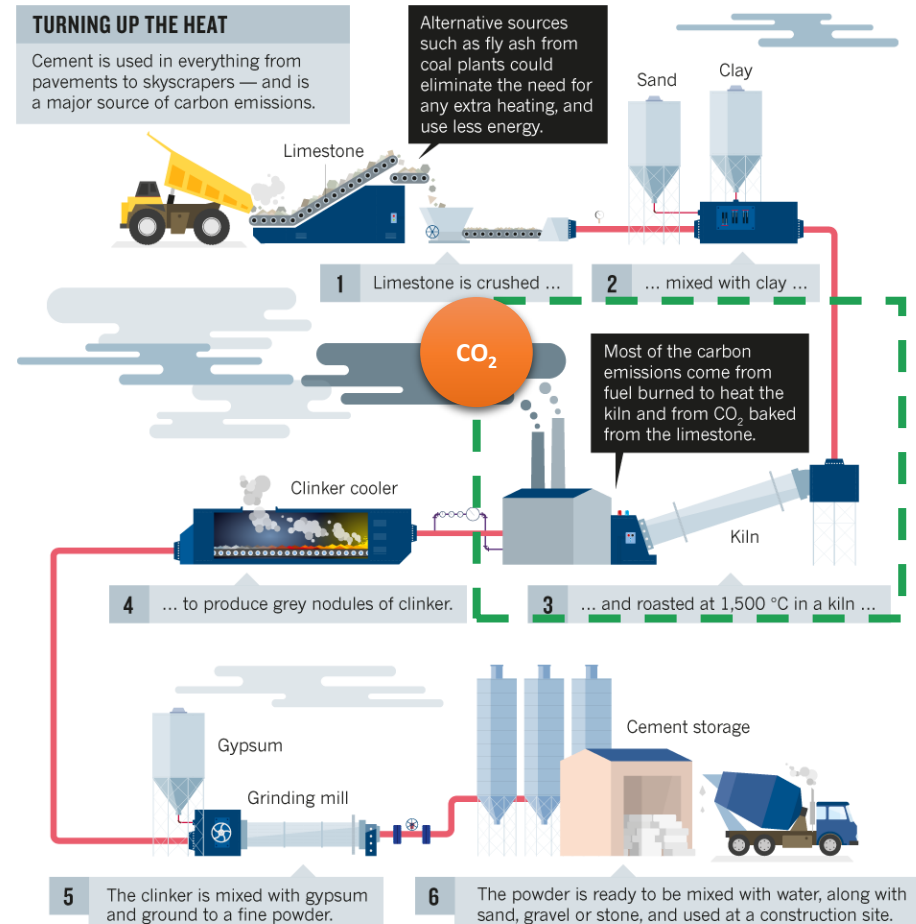 TURNING UP THE HEAT
Cement is used in everything from
pavements to skyscrapers — and is
a major source of carbon emissions.
Alternative sources
such as fly ash from
coal plants could
eliminate the need for
any extra heating, and
use less energy.
Limestone
Sand
Clay
1 Limestone is crushed ...
2 ... mixed with clay ...
CO₂
Most of the carbon
emissions come from
fuel burned to heat the
kiln and from CO₂ baked
from the limestone.
Kiln
3 ... and roasted at 1,500 °C in a kiln ...
Clinker cooler
4 ... to produce grey nodules of clinker.
Gypsum
Grinding mill
5 The clinker is mixed with gypsum
and ground to a fine powder.
Cement storage
6 The powder is ready to be mixed with water, along with
sand, gravel or stone, and used at a construction site.